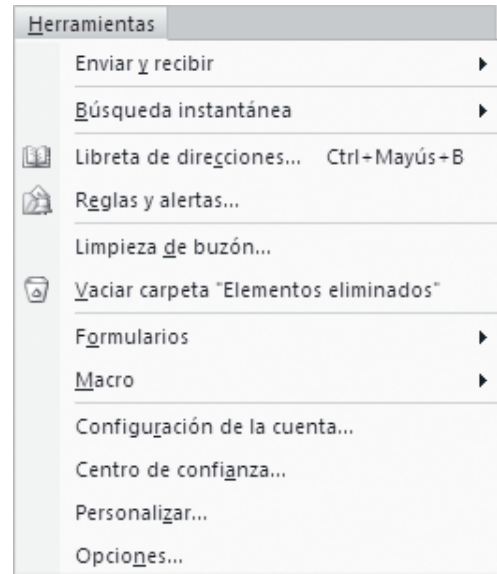 Herramientas
Enviar y recibir
Búsqueda instantánea
Libreta de direcciones... Ctrl+Mayús+B
Reglas y alertas...
Limpieza de buzón...
Vaciar carpeta "Elementos eliminados"
Formularios
Macro
Configuración de la cuenta...
Centro de confianza...
Personalizar...
Opciones...